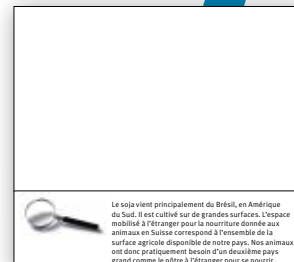 Le soja vient principalement du Brésil, en Amérique
du Sud. Il est cultivé sur de grandes surfaces. L'espace
mobilisé à l'étranger pour la nourriture donnée aux
animaux en Suisse correspond à l'ensemble de la
surface agricole disponible de notre pays. Nos animaux
ont donc pratiquement besoin d'un deuxième pays
grand comme le nôtre à l'étranger pour se nourrir